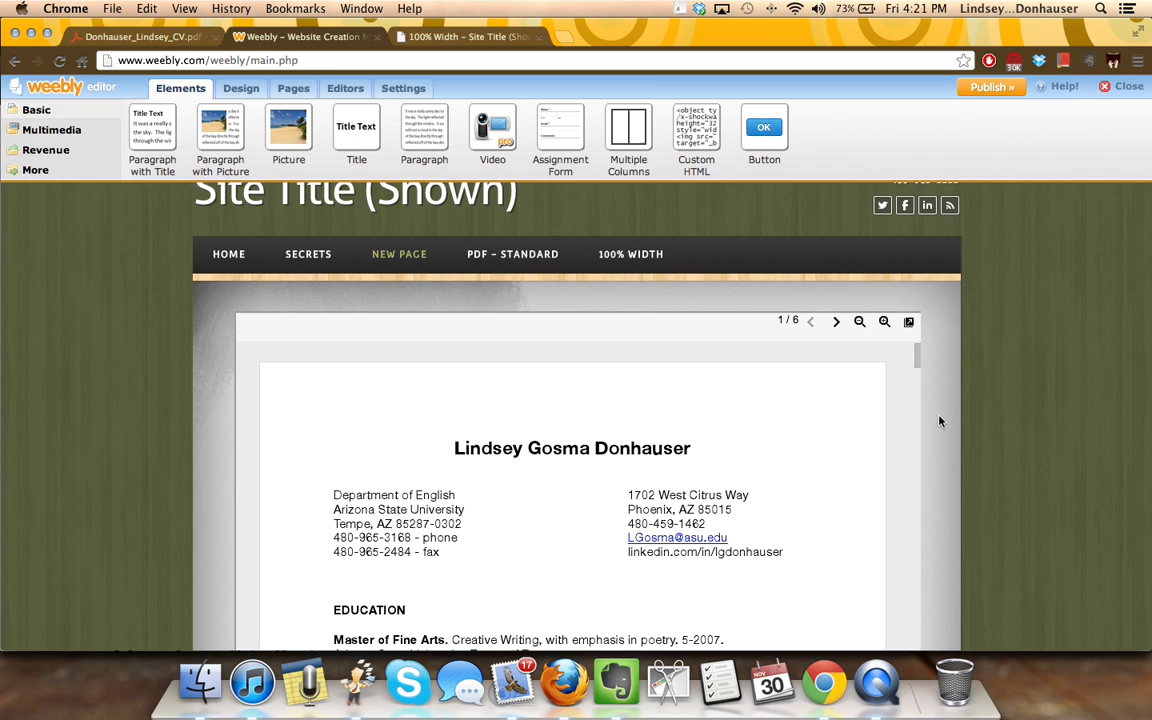 Chrome File Edit View History Bookmarks Window Help 73% Fri 4:21 PM Lindsey...Donhauser
Donhauser_Lindsey_CV.pdf Weebly – Website Creation M 100% Width – Site Title (Sho
www.weebly.com/weebly/main.php 30K
weebly editor Elements Design Pages Editors Settings Publish » Help! Close
Basic
Multimedia
Revenue
More
Title Text
Title Text
pro
OK
Paragraph with Title
Paragraph with Picture
Picture
Title
Paragraph
Video
Assignment Form
Multiple Columns
Custom HTML
Button
Site Title (Shown)
HOME SECRETS NEW PAGE PDF – STANDARD 100% WIDTH
1 / 6
Lindsey Gosma Donhauser
Department of English
Arizona State University
Tempe, AZ 85287-0302
480-965-3168 - phone
480-965-2484 - fax
1702 West Citrus Way
Phoenix, AZ 85015
480-459-1462
LGosma@asu.edu
linkedin.com/in/lgdonhauser
EDUCATION
Master of Fine Arts. Creative Writing, with emphasis in poetry. 5-2007.
17
NOV
30